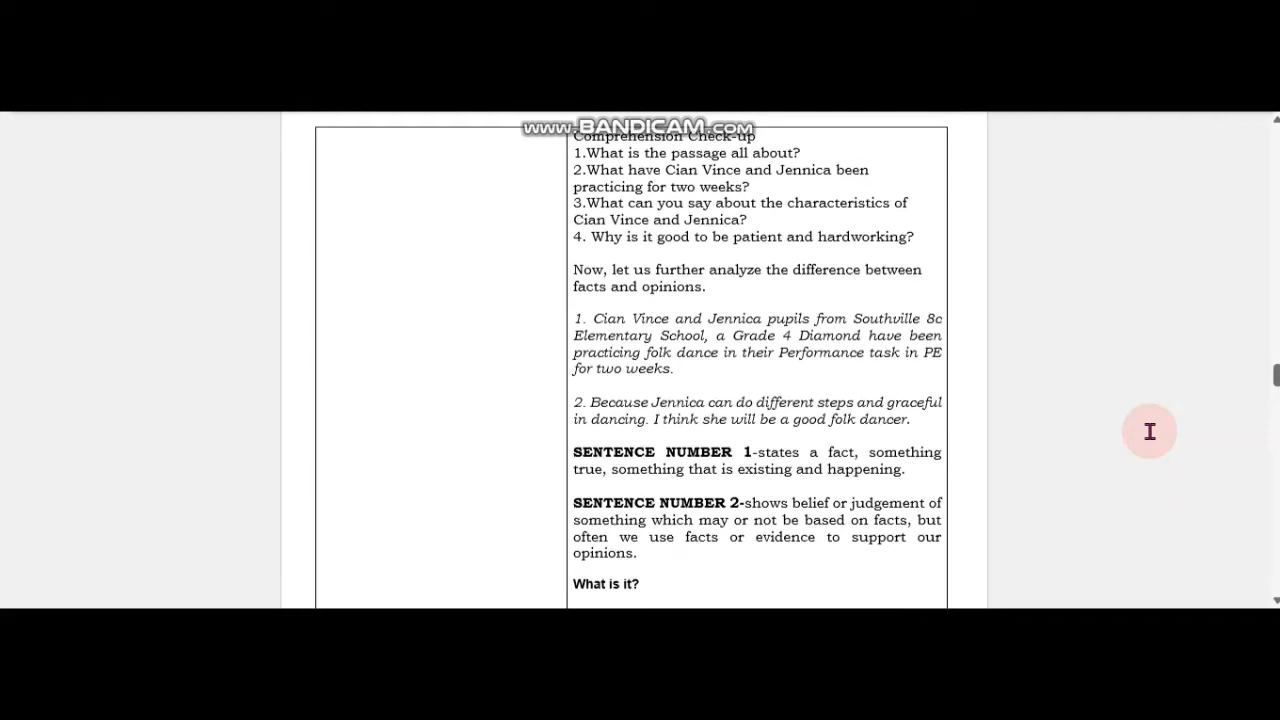 www.BANDICAM.com
Comprehension Check-up
1.What is the passage all about?
2.What have Cian Vince and Jennica been
practicing for two weeks?
3.What can you say about the characteristics of
Cian Vince and Jennica?
4. Why is it good to be patient and hardworking?
Now, let us further analyze the difference between
facts and opinions.
1. Cian Vince and Jennica pupils from Southville 8c
Elementary School, a Grade 4 Diamond have been
practicing folk dance in their Performance task in PE
for two weeks.
2. Because Jennica can do different steps and graceful
in dancing. I think she will be a good folk dancer.
SENTENCE NUMBER 1-states a fact, something
true, something that is existing and happening.
SENTENCE NUMBER 2-shows belief or judgement of
something which may or not be based on facts, but
often we use facts or evidence to support our
opinions.
What is it?